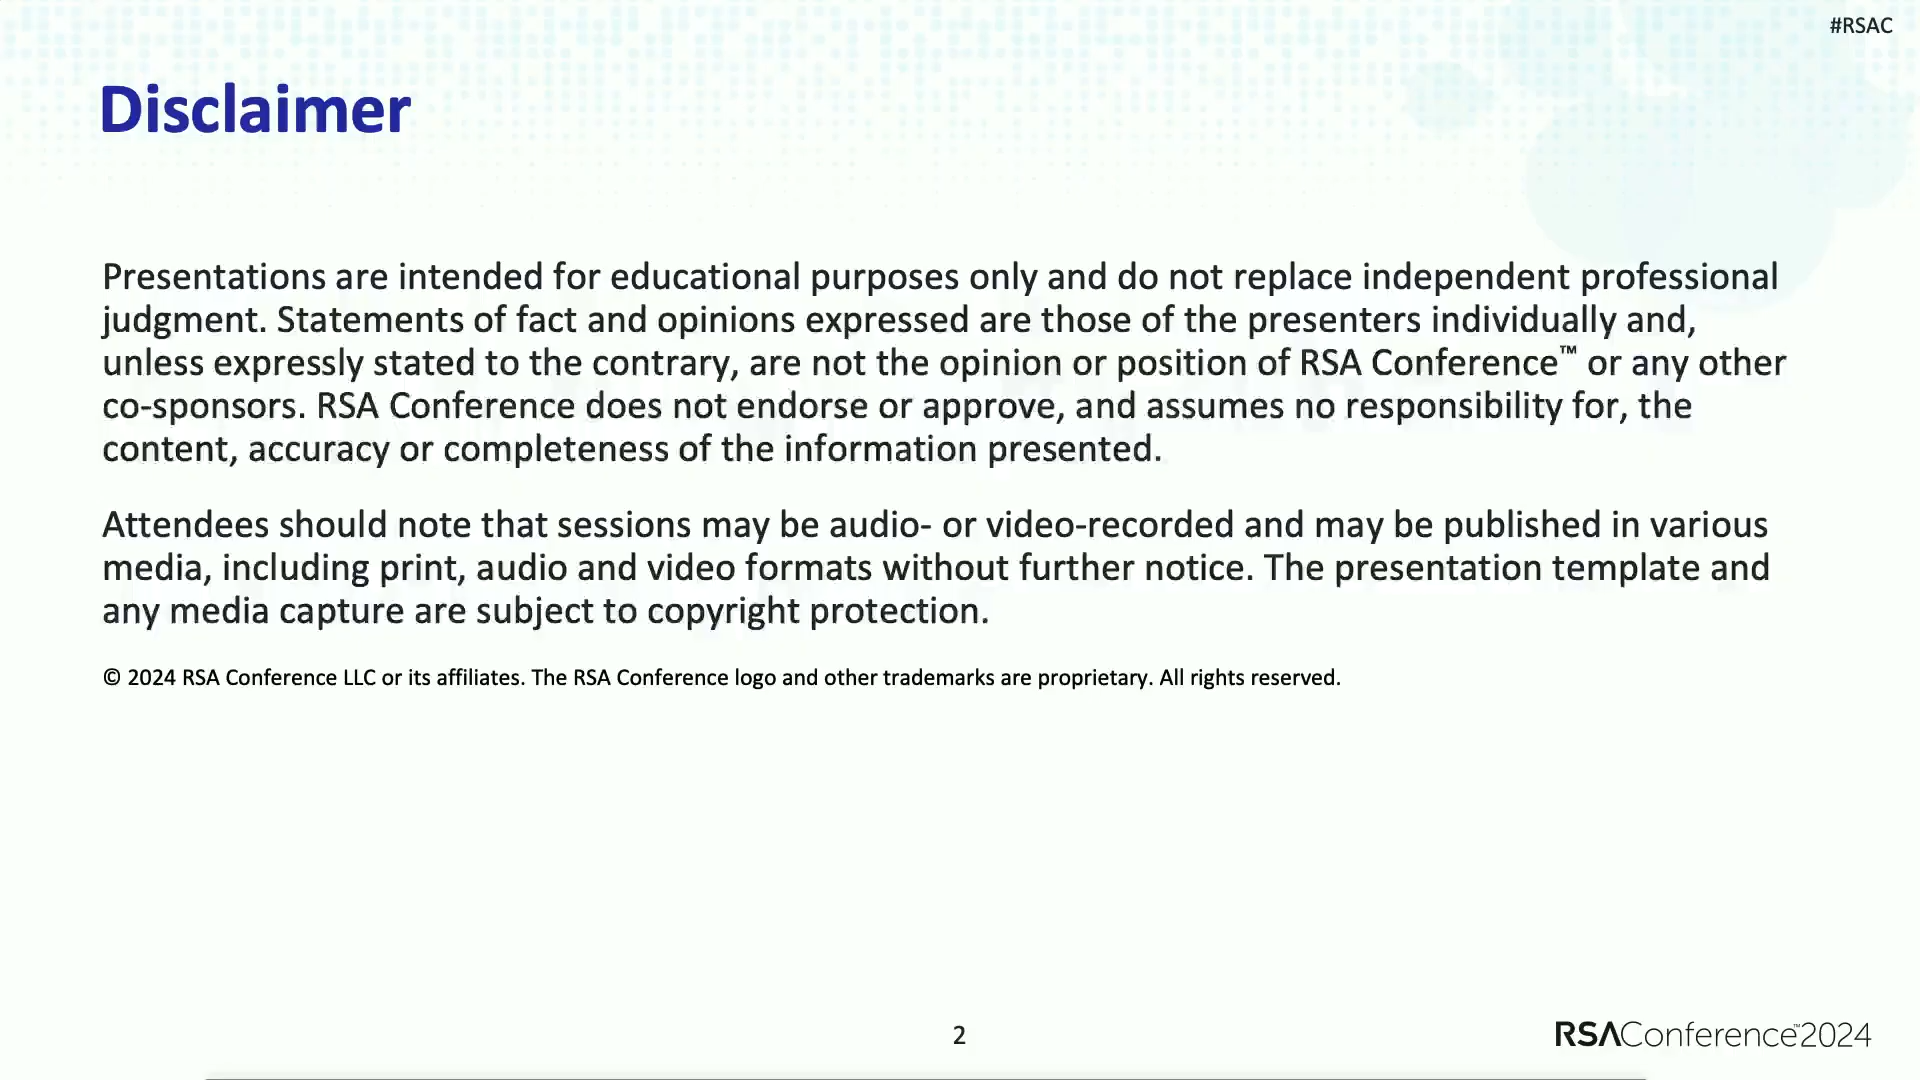 #RSAC
Disclaimer
Presentations are intended for educational purposes only and do not replace independent professional
judgment. Statements of fact and opinions expressed are those of the presenters individually and,
unless expressly stated to the contrary, are not the opinion or position of RSA Conference™ or any other
co-sponsors. RSA Conference does not endorse or approve, and assumes no responsibility for, the
content, accuracy or completeness of the information presented.
Attendees should note that sessions may be audio- or video-recorded and may be published in various
media, including print, audio and video formats without further notice. The presentation template and
any media capture are subject to copyright protection.
© 2024 RSA Conference LLC or its affiliates. The RSA Conference logo and other trademarks are proprietary. All rights reserved.
2
RSAConference™2024